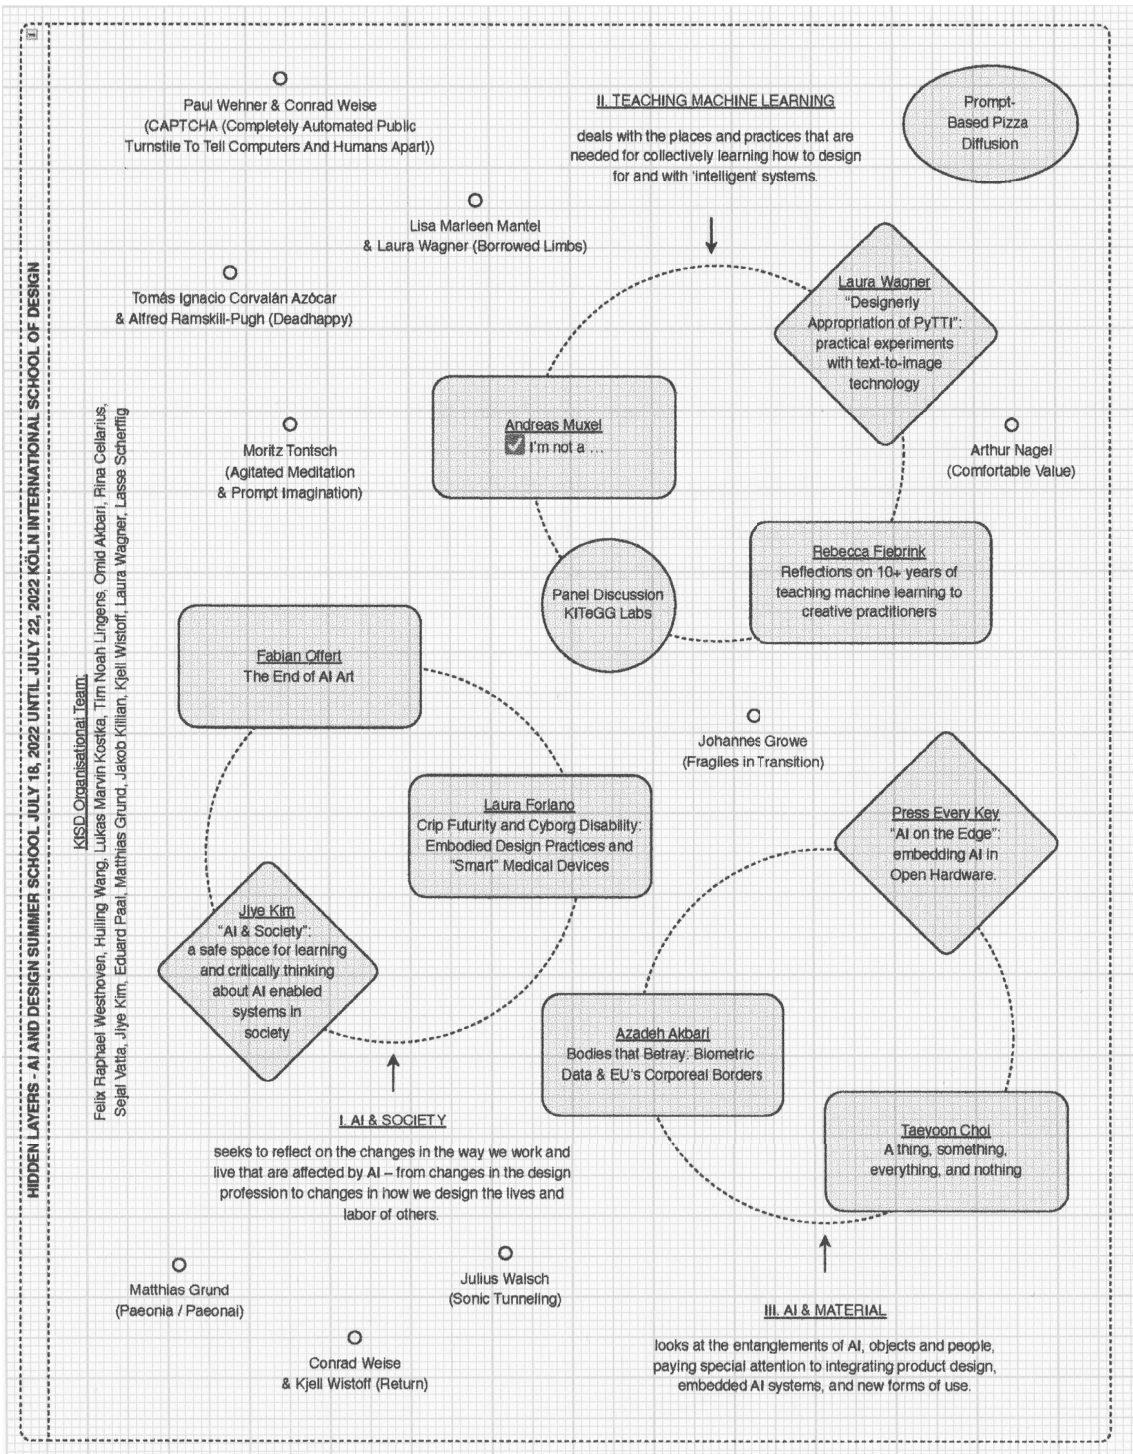 HIDDEN LAYERS - AI AND DESIGN SUMMER SCHOOL JULY 18, 2022 UNTIL JULY 22, 2022 KÖLN INTERNATIONAL SCHOOL OF DESIGN
KISD Organisational Team:
Felix Raphael Westhoven, Huiling Wang, Lukas Marvin Kostka, Tim Noah Lingens, Omid Akbari, Rina Cellarius,
Sejal Vatta, Jiye Kim, Eduard Paal, Matthias Grund, Jakob Killian, Kjell Wistoff, Laura Wagner, Lasse Scherffig
Paul Wehner & Conrad Weise
(CAPTCHA (Completely Automated Public
Turnstile To Tell Computers And Humans Apart))
II. TEACHING MACHINE LEARNING
deals with the places and practices that are
needed for collectively learning how to design
for and with 'intelligent' systems.
Prompt-
Based Pizza
Diffusion
Lisa Marleen Mantel
& Laura Wagner (Borrowed Limbs)
Tomás Ignacio Corvalán Azócar
& Alfred Ramskill-Pugh (Deadhappy)
Laura Wagner
“Designerly
Appropriation of PyTTI”:
practical experiments
with text-to-image
technology
Andreas Muxel
☑ I'm not a …
Moritz Tontsch
(Agitated Meditation
& Prompt Imagination)
Arthur Nagel
(Comfortable Value)
Rebecca Fiebrink
Reflections on 10+ years of
teaching machine learning to
creative practitioners
Panel Discussion
KITeGG Labs
Fabian Offert
The End of AI Art
Johannes Growe
(Fragiles in Transition)
Laura Forlano
Crip Futurity and Cyborg Disability:
Embodied Design Practices and
“Smart” Medical Devices
Press Every Key
“AI on the Edge”:
embedding AI in
Open Hardware.
Jiye Kim
“AI & Society”:
a safe space for learning
and critically thinking
about AI enabled
systems in
society
Azadeh Akbari
Bodies that Betray: Biometric
Data & EU's Corporeal Borders
Taeyoon Choi
A thing, something,
everything, and nothing
I. AI & SOCIETY
seeks to reflect on the changes in the way we work and
live that are affected by AI – from changes in the design
profession to changes in how we design the lives and
labor of others.
Matthias Grund
(Paeonia / Paeonai)
Julius Walsch
(Sonic Tunneling)
Conrad Weise
& Kjell Wistoff (Return)
III. AI & MATERIAL
looks at the entanglements of AI, objects and people,
paying special attention to integrating product design,
embedded AI systems, and new forms of use.